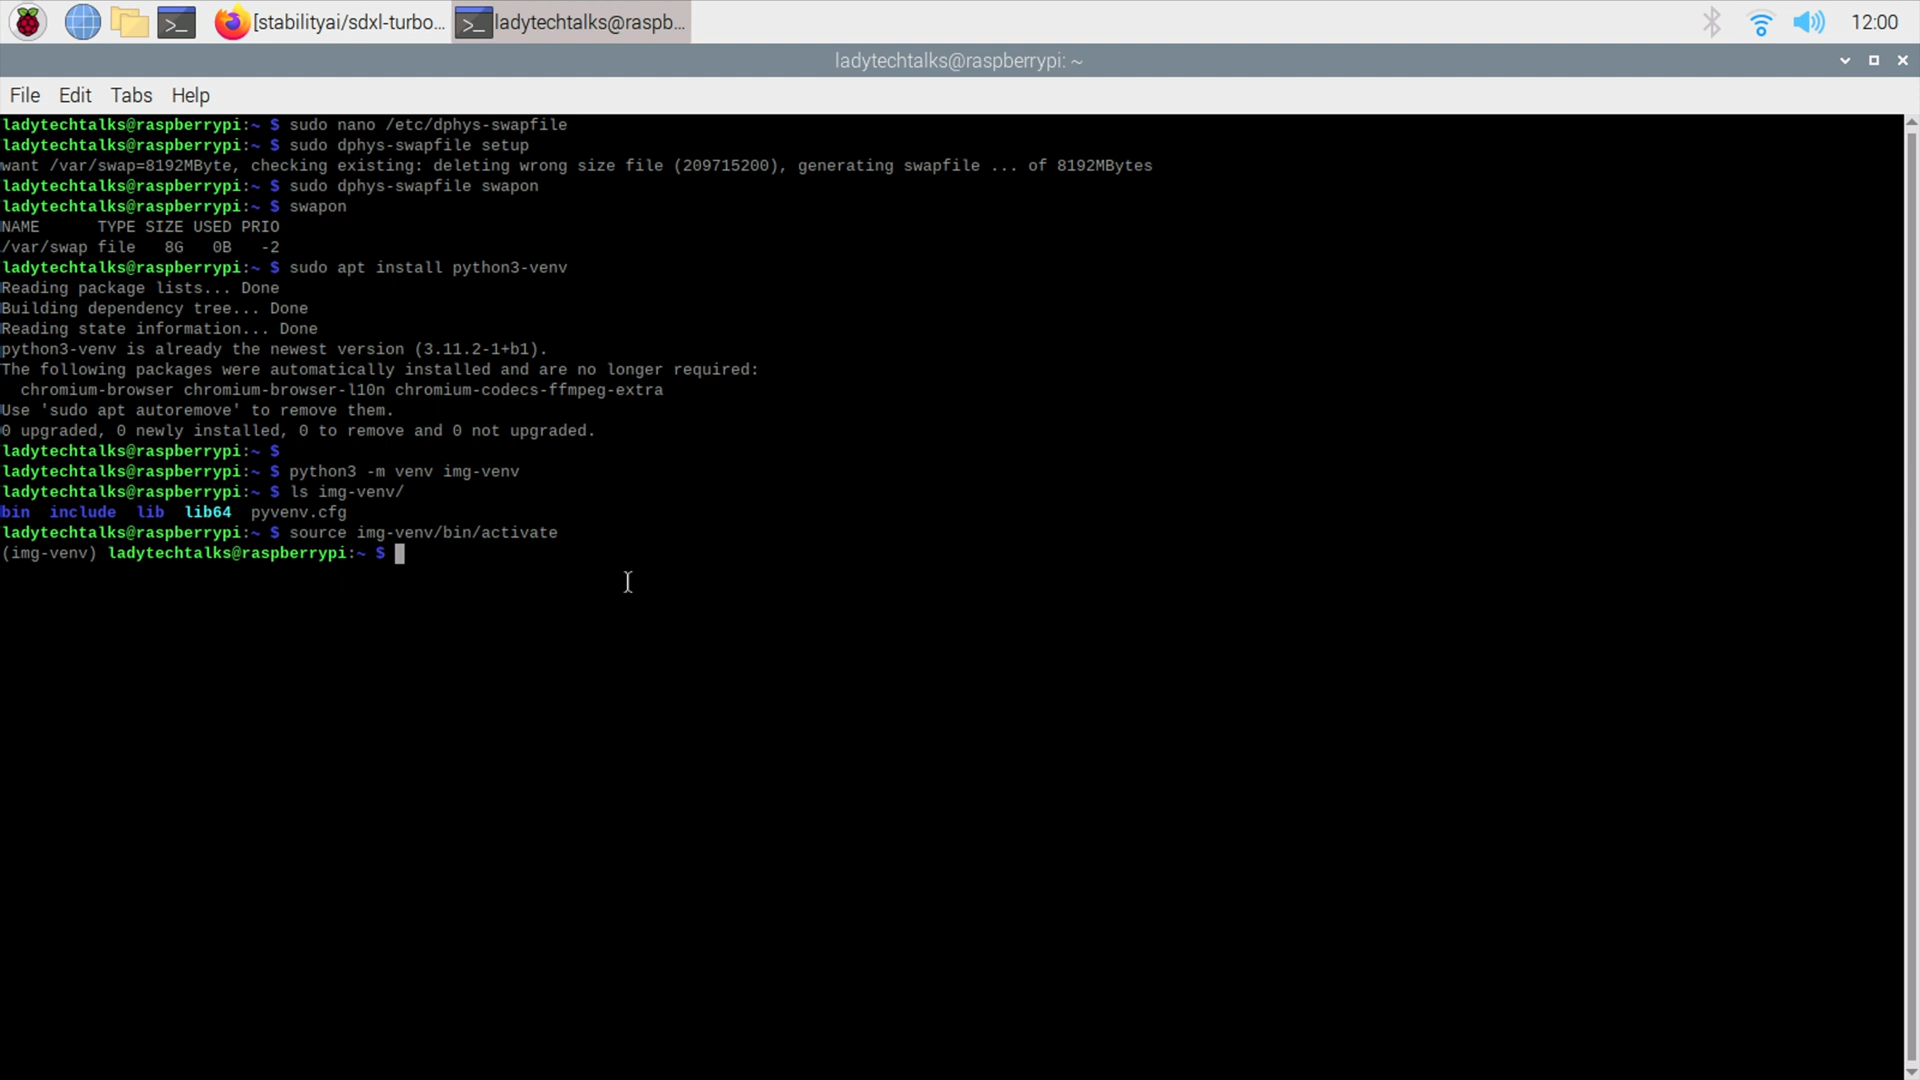 [stabilityai/sdxl-turbo... ladytechtalks@raspb... 12:00
ladytechtalks@raspberrypi: ~
File Edit Tabs Help
ladytechtalks@raspberrypi:~ $ sudo nano /etc/dphys-swapfile
ladytechtalks@raspberrypi:~ $ sudo dphys-swapfile setup
want /var/swap=8192MByte, checking existing: deleting wrong size file (209715200), generating swapfile ... of 8192MBytes
ladytechtalks@raspberrypi:~ $ sudo dphys-swapfile swapon
ladytechtalks@raspberrypi:~ $ swapon
NAME      TYPE SIZE USED PRIO
/var/swap file   8G   0B   -2
ladytechtalks@raspberrypi:~ $ sudo apt install python3-venv
Reading package lists... Done
Building dependency tree... Done
Reading state information... Done
python3-venv is already the newest version (3.11.2-1+b1).
The following packages were automatically installed and are no longer required:
  chromium-browser chromium-browser-l10n chromium-codecs-ffmpeg-extra
Use 'sudo apt autoremove' to remove them.
0 upgraded, 0 newly installed, 0 to remove and 0 not upgraded.
ladytechtalks@raspberrypi:~ $
ladytechtalks@raspberrypi:~ $ python3 -m venv img-venv
ladytechtalks@raspberrypi:~ $ ls img-venv/
bin  include  lib  lib64  pyvenv.cfg
ladytechtalks@raspberrypi:~ $ source img-venv/bin/activate
(img-venv) ladytechtalks@raspberrypi:~ $